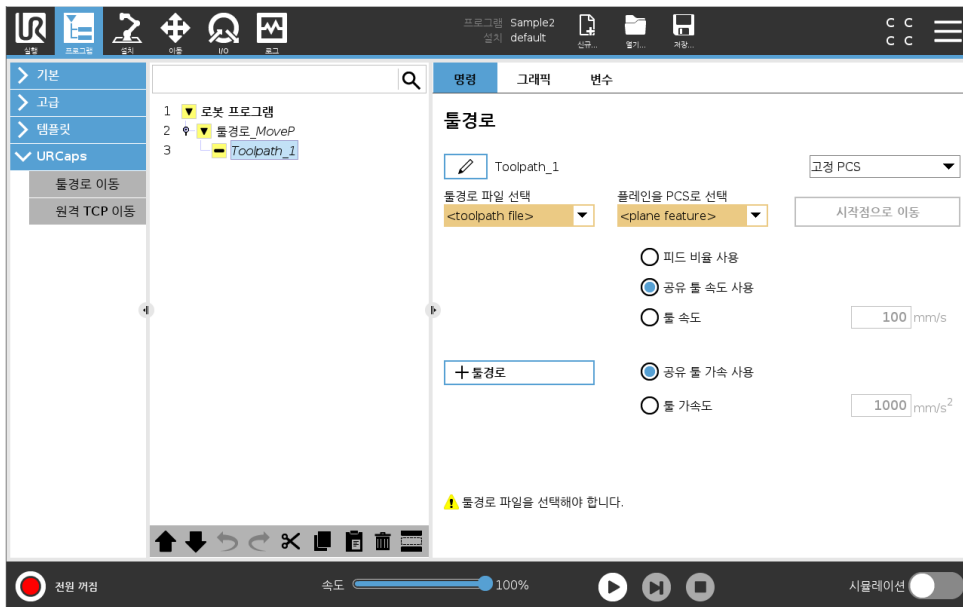 UR
프로그램 Sample2
설치 default
실행 프로그램 설치 이동 I/O 로그 신규... 열기... 저장...
C C
C C
기본
고급
템플릿
URCaps
툴경로 이동
원격 TCP 이동
1 로봇 프로그램
2 툴경로_MoveP
3 Toolpath_1
명령 그래픽 변수
툴경로
Toolpath_1 고정 PCS
툴경로 파일 선택 플레인을 PCS로 선택
<toolpath file> <plane feature> 시작점으로 이동
피드 비율 사용
공유 툴 속도 사용
툴 속도 100 mm/s
툴경로 공유 툴 가속 사용
툴 가속도 1000 mm/s²
툴경로 파일을 선택해야 합니다.
전원 꺼짐 속도 100% 시뮬레이션